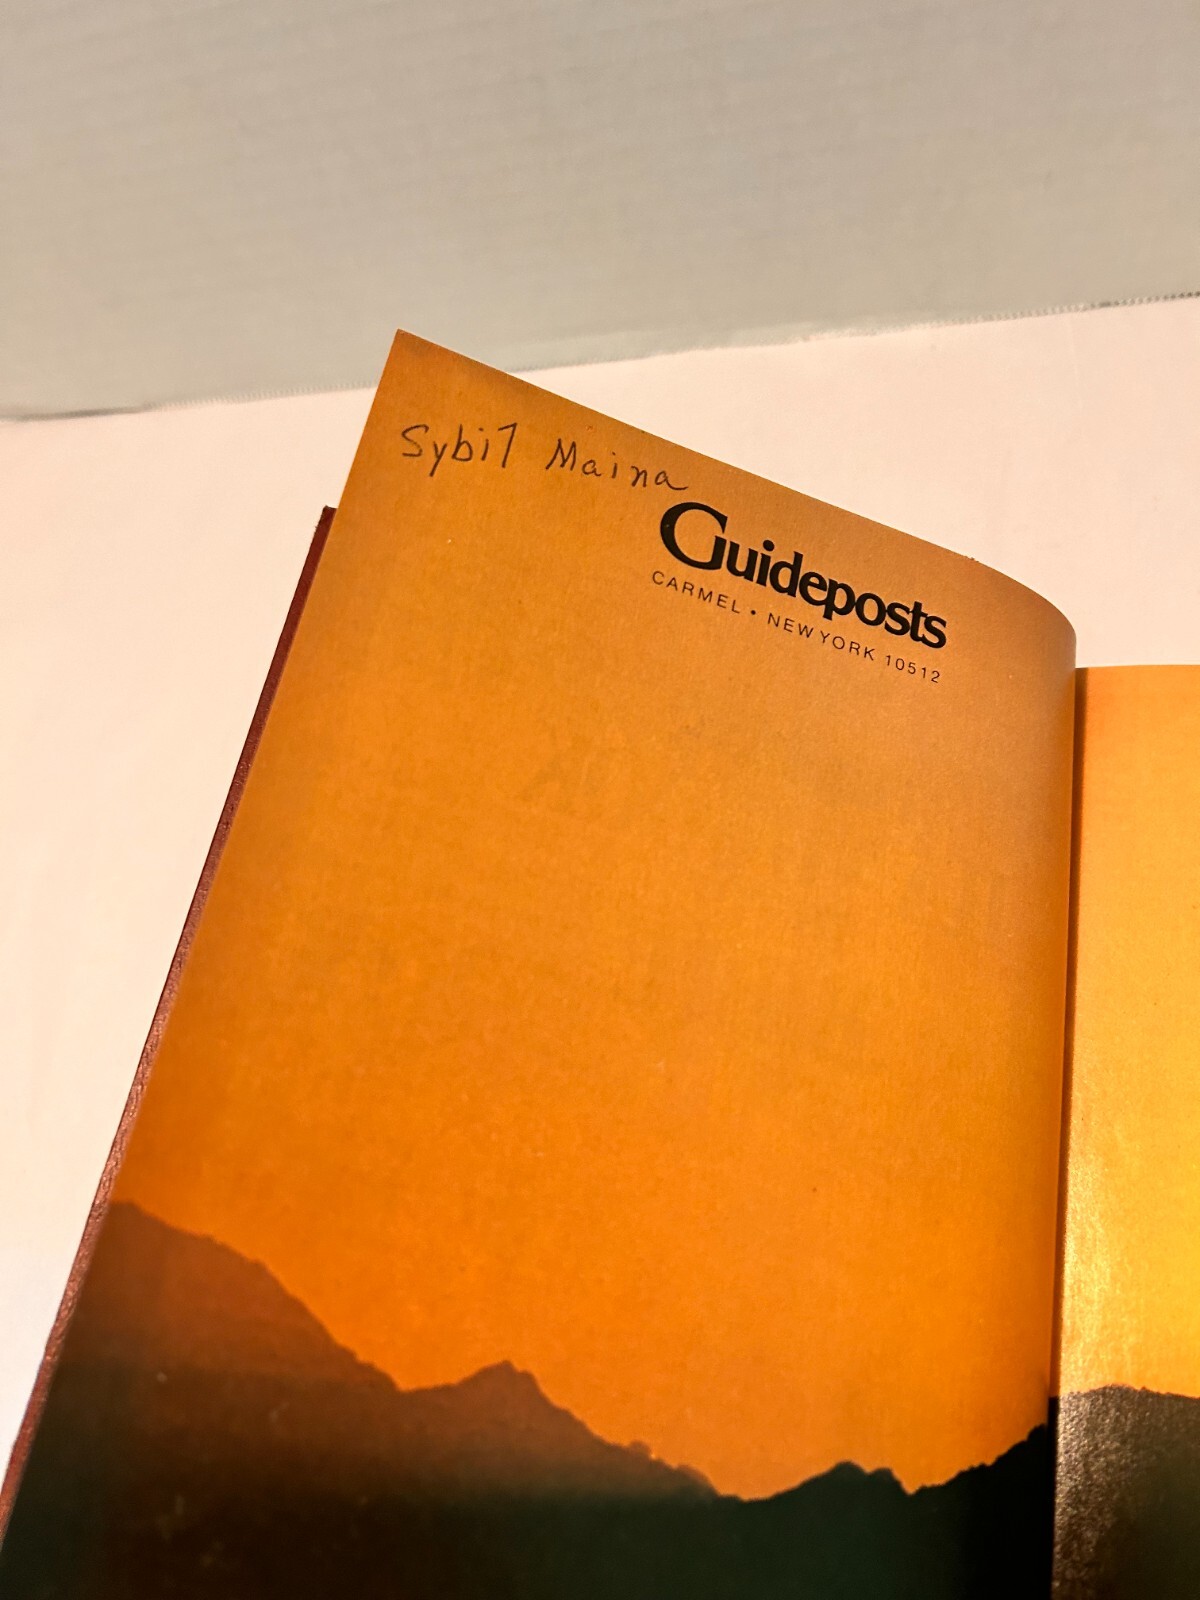 Sybil Maina
Guideposts
CARMEL • NEW YORK 10512